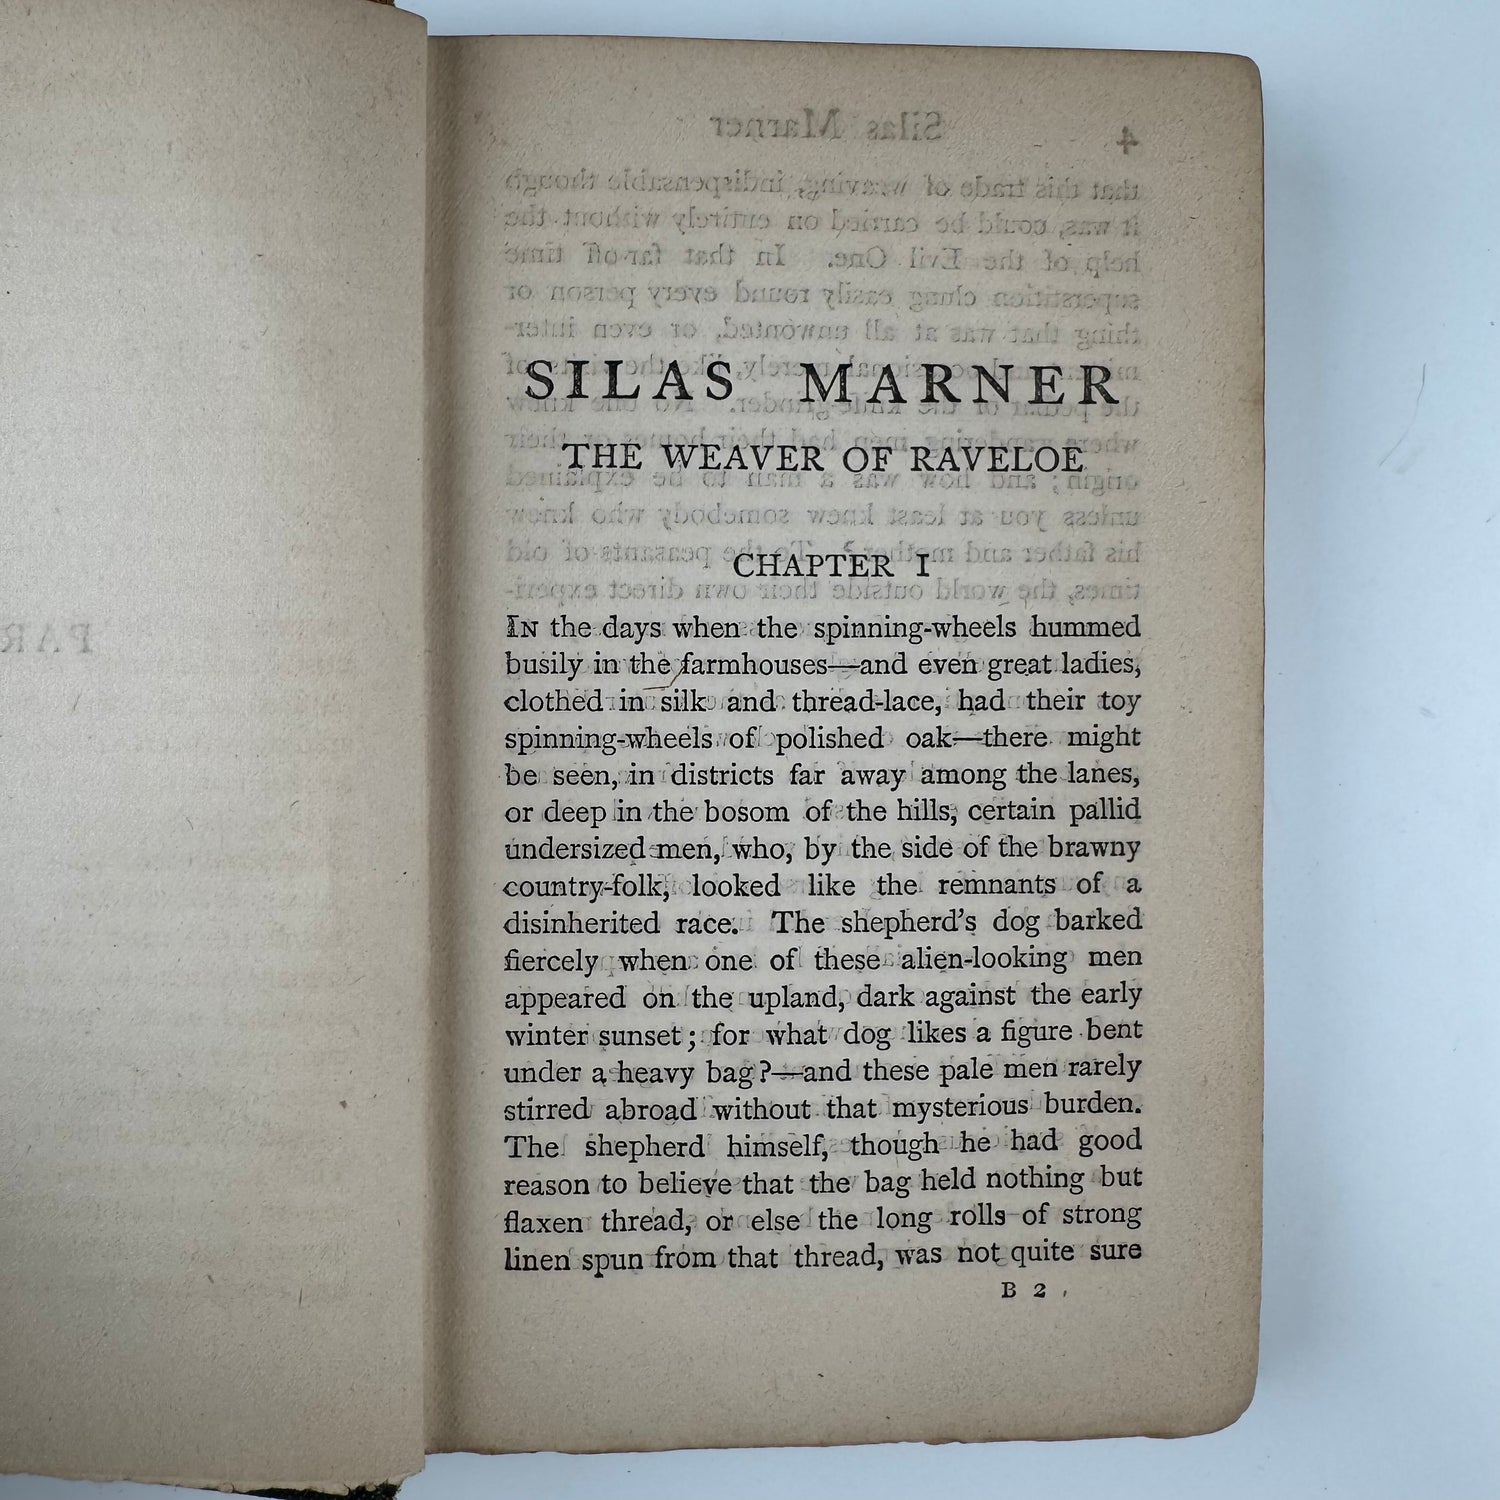 SILAS MARNER
THE WEAVER OF RAVELOE
CHAPTER I
IN the days when the spinning-wheels hummed
busily in the farmhouses—and even great ladies,
clothed in silk and thread-lace, had their toy
spinning-wheels of polished oak—there might
be seen, in districts far away among the lanes,
or deep in the bosom of the hills, certain pallid
undersized men, who, by the side of the brawny
country-folk, looked like the remnants of a
disinherited race. The shepherd's dog barked
fiercely when one of these alien-looking men
appeared on the upland, dark against the early
winter sunset; for what dog likes a figure bent
under a heavy bag?—and these pale men rarely
stirred abroad without that mysterious burden.
The shepherd himself, though he had good
reason to believe that the bag held nothing but
flaxen thread, or else the long rolls of strong
linen spun from that thread, was not quite sure
B 2